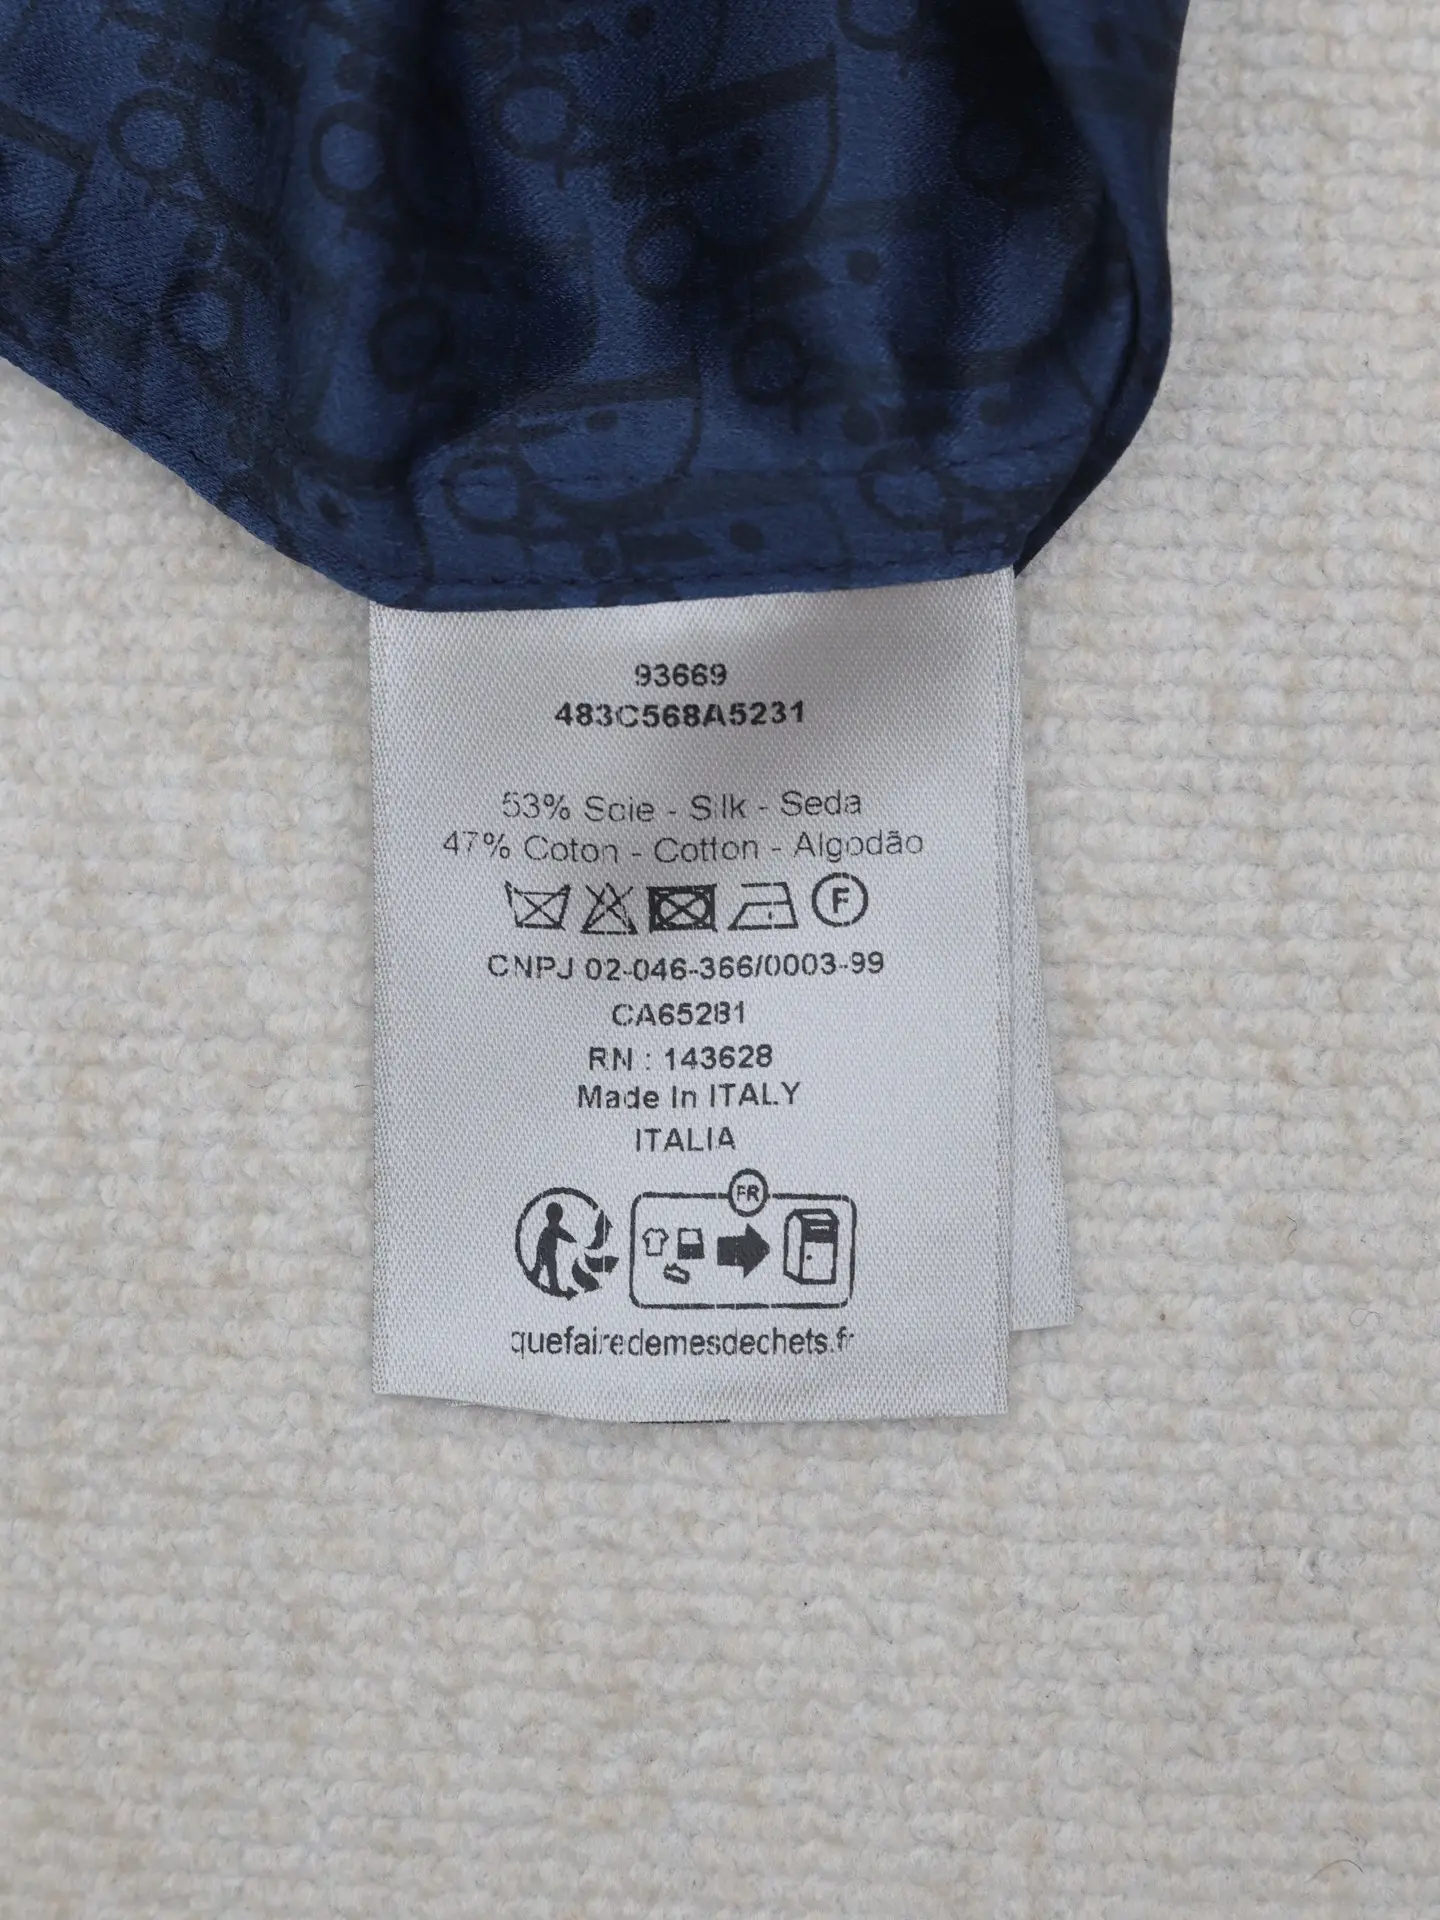 93669
483C568A5231
53% Soie - Silk - Seda
47% Coton - Cotton - Algodão
F
CNPJ 02-046-366/0003-99
CA65281
RN : 143628
Made In ITALY
ITALIA
FR
quefairedemesdechets.fr